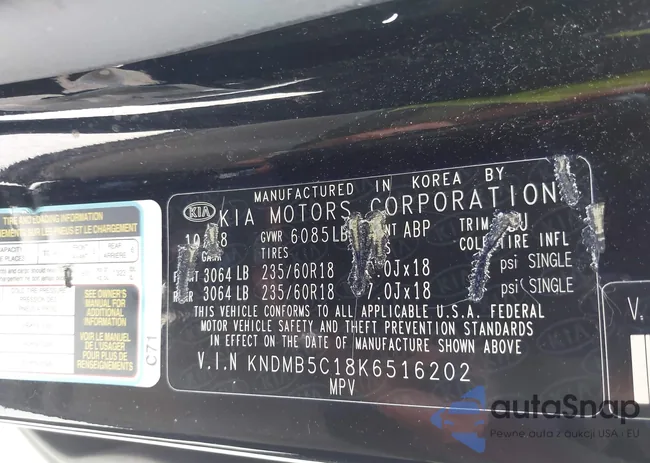 MANUFACTURED IN KOREA BY
KIA KIA MOTORS CORPORATION
GVWR 6085LB ABP TRIM
TIRES COLD TIRE INFL
3064 LB 235/60R18 .0Jx18 psi SINGLE
3064 LB 235/60R18 7.0Jx18 psi SINGLE
THIS VEHICLE CONFORMS TO ALL APPLICABLE U.S.A. FEDERAL
MOTOR VEHICLE SAFETY AND THEFT PREVENTION STANDARDS
IN EFFECT ON THE DATE OF MANUFACTURE SHOWN ABOVE
V.I.N KNDMB5C18K6516202
MPV
TIRE AND LOADING INFORMATION
SEE OWNER'S
MANUAL FOR
ADDITIONAL
INFORMATION
VOIR LE MANUEL
DE L'USAGER
POUR PLUS DE
RENSEIGNEMENTS
C71
V.
autoSnap
Pewne auta z aukcji USA i EU